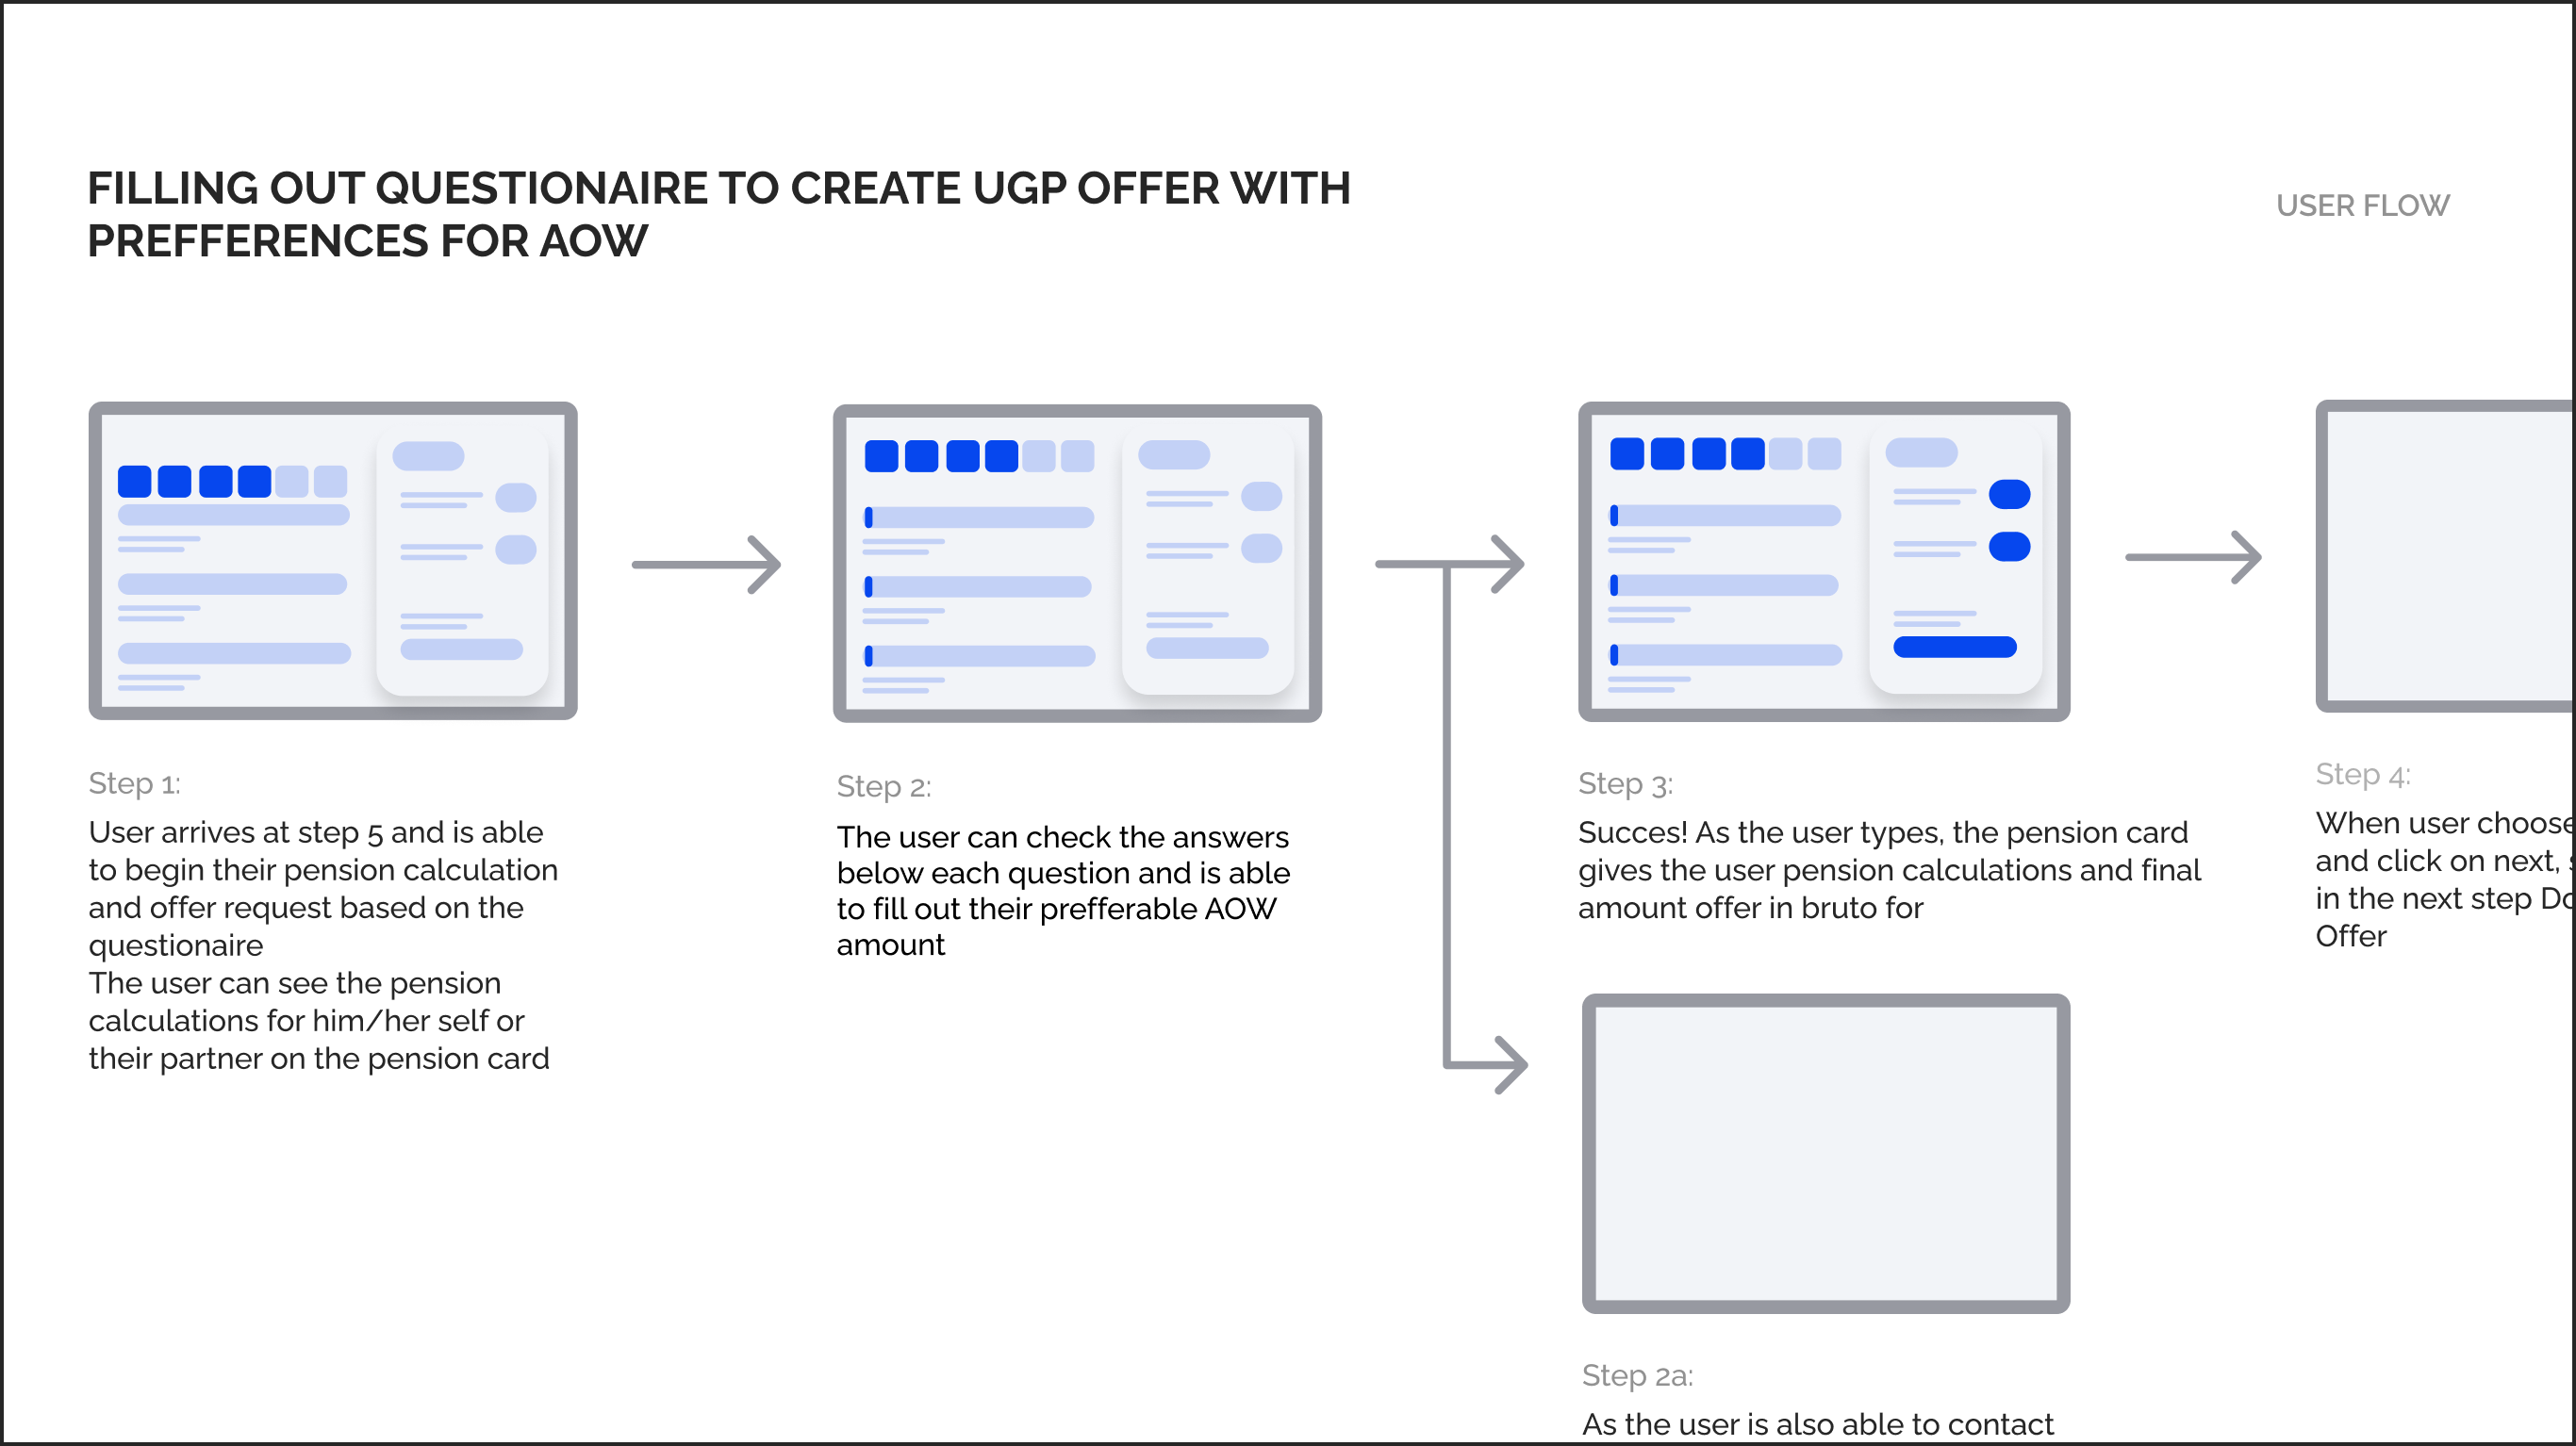 FILLING OUT QUESTIONAIRE TO CREATE UGP OFFER WITH
PREFFERENCES FOR AOW
USER FLOW
Step 1:
User arrives at step 5 and is able
to begin their pension calculation
and offer request based on the
questionaire
The user can see the pension
calculations for him/her self or
their partner on the pension card
Step 2:
The user can check the answers
below each question and is able
to fill out their prefferable AOW
amount
Step 3:
Succes! As the user types, the pension card
gives the user pension calculations and final
amount offer in bruto for
Step 4:
When user
and click on next,
in the next step
Offer
Step 2a:
As the user is also able to contact